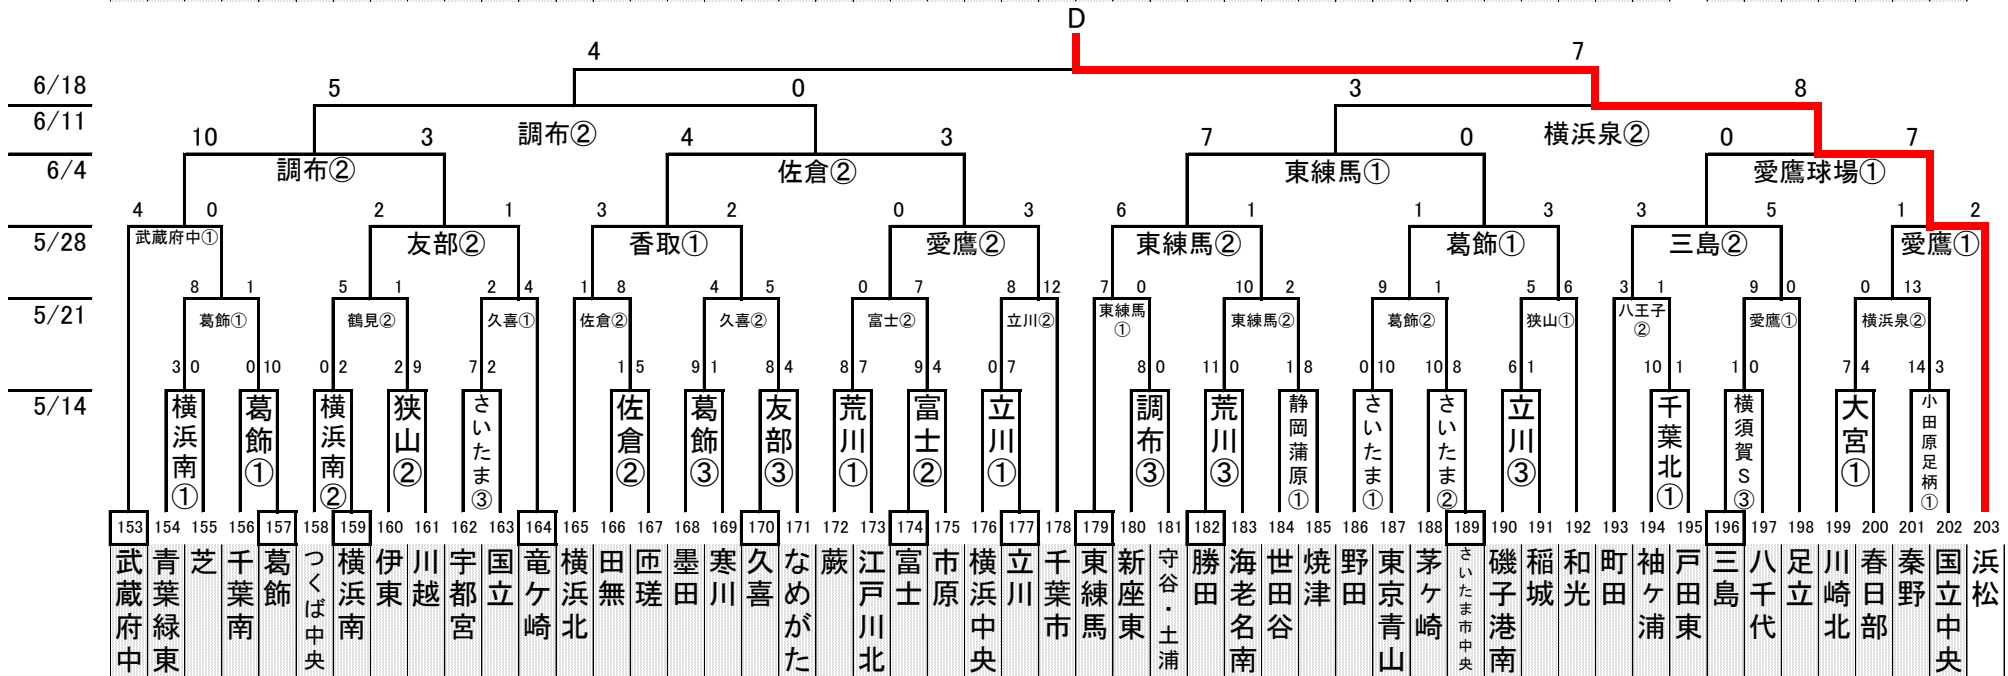 D
4 7
6/18
5 0 3 8
6/11
調布② 横浜泉②
10 3 4 3 7 0 0 7
6/4
調布② 佐倉② 東練馬① 愛鷹球場①
4 0 2 1 3 2 0 3 6 1 1 3 3 5 1 2
5/28
武蔵府中① 友部② 香取① 愛鷹② 東練馬② 葛飾① 三島② 愛鷹①
8 1 5 1 2 4 1 8 4 5 0 7 8 12 7 0 10 2 9 1 5 6 3 1 9 0 0 13
5/21
葛飾① 鶴見② 久喜① 佐倉② 久喜② 富士② 立川② 東練馬① 東練馬② 葛飾② 狭山① 八王子② 愛鷹① 横浜泉②
3 0 0 10 0 2 2 9 7 2 1 5 9 1 8 4 8 7 9 4 0 7 8 0 11 0 1 8 0 10 10 8 6 1 10 1 1 0 7 4 14 3
5/14
横浜南① 葛飾① 横浜南② 狭山② さいたま③ 佐倉② 葛飾③ 友部③ 荒川① 富士② 立川① 調布③ 荒川③ 静岡蒲原① さいたま① さいたま② 立川③ 千葉北① 横須賀S③ 大宮① 小田原足柄①
153 154 155 156 157 158 159 160 161 162 163 164 165 166 167 168 169 170 171 172 173 174 175 176 177 178 179 180 181 182 183 184 185 186 187 188 189 190 191 192 193 194 195 196 197 198 199 200 201 202 203
武蔵府中
青葉緑東
芝
千葉南
葛飾
つくば中央
横浜南
伊東
川越
宇都宮
国立
竜ケ崎
横浜北
田無
匝瑳
墨田
寒川
久喜
なめがた
蕨
江戸川北
富士
市原
横浜中央
立川
千葉市
東練馬
新座東
守谷・土浦
勝田
海老名南
世田谷
焼津
野田
東京青山
茅ヶ崎
さいたま市中央
磯子港南
稲城
和光
町田
袖ヶ浦
戸田東
三島
八千代
足立
川崎北
春日部
秦野
国立中央
浜松